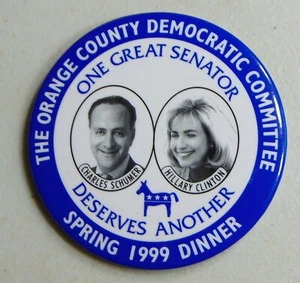 THE ORANGE COUNTY DEMOCRATIC COMMITTEE
ONE GREAT SENATOR
CHARLES SCHUMER
HILLARY CLINTON
DESERVES ANOTHER
SPRING 1999 DINNER